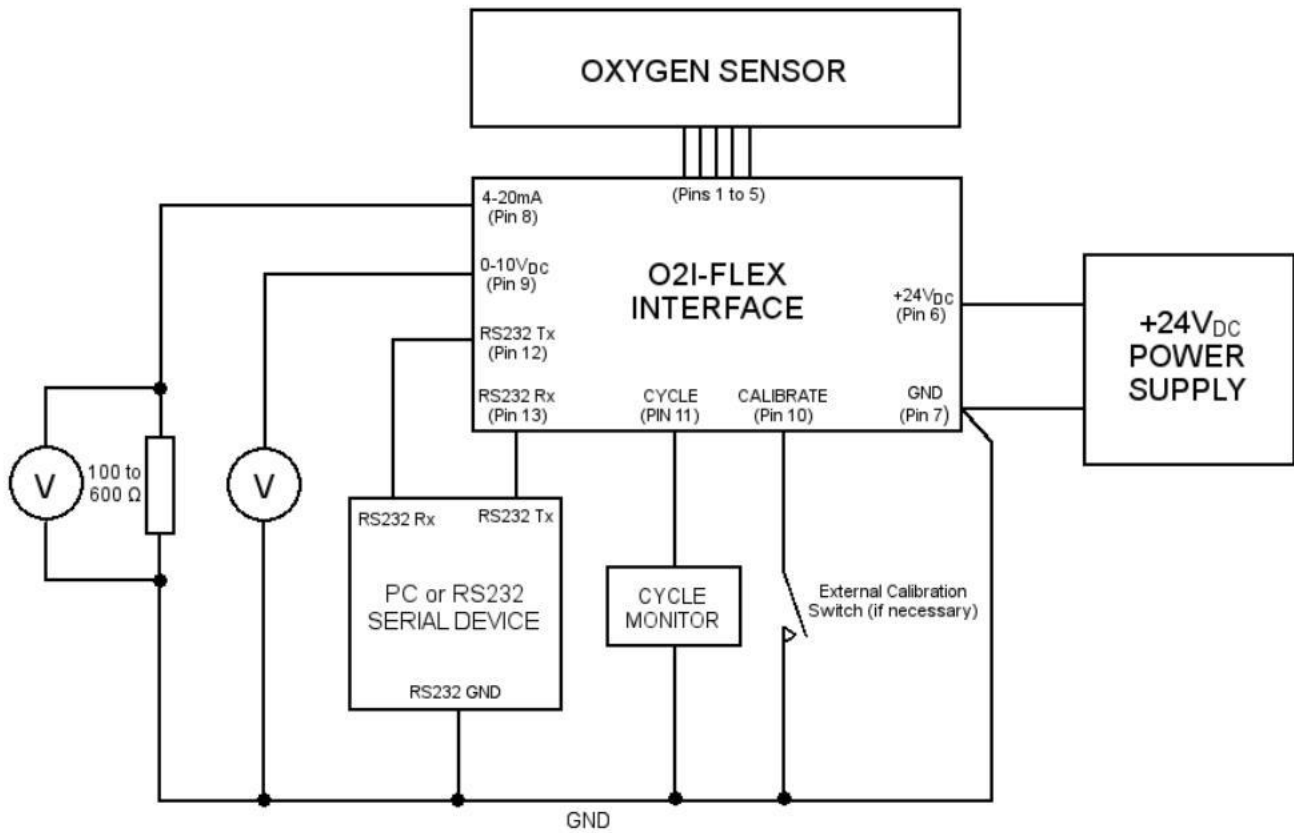 OXYGEN SENSOR
4-20mA
(Pin 8)
(Pins 1 to 5)
0-10VDC
(Pin 9)
O2I-FLEX
INTERFACE
+24VDC
(Pin 6)
+24VDC
POWER
SUPPLY
RS232 Tx
(Pin 12)
RS232 Rx
(Pin 13)
CYCLE
(PIN 11)
CALIBRATE
(Pin 10)
GND
(Pin 7)
V
100 to
600 Ω
V
RS232 Rx
RS232 Tx
PC or RS232
SERIAL DEVICE
RS232 GND
CYCLE
MONITOR
External Calibration
Switch (if necessary)
GND